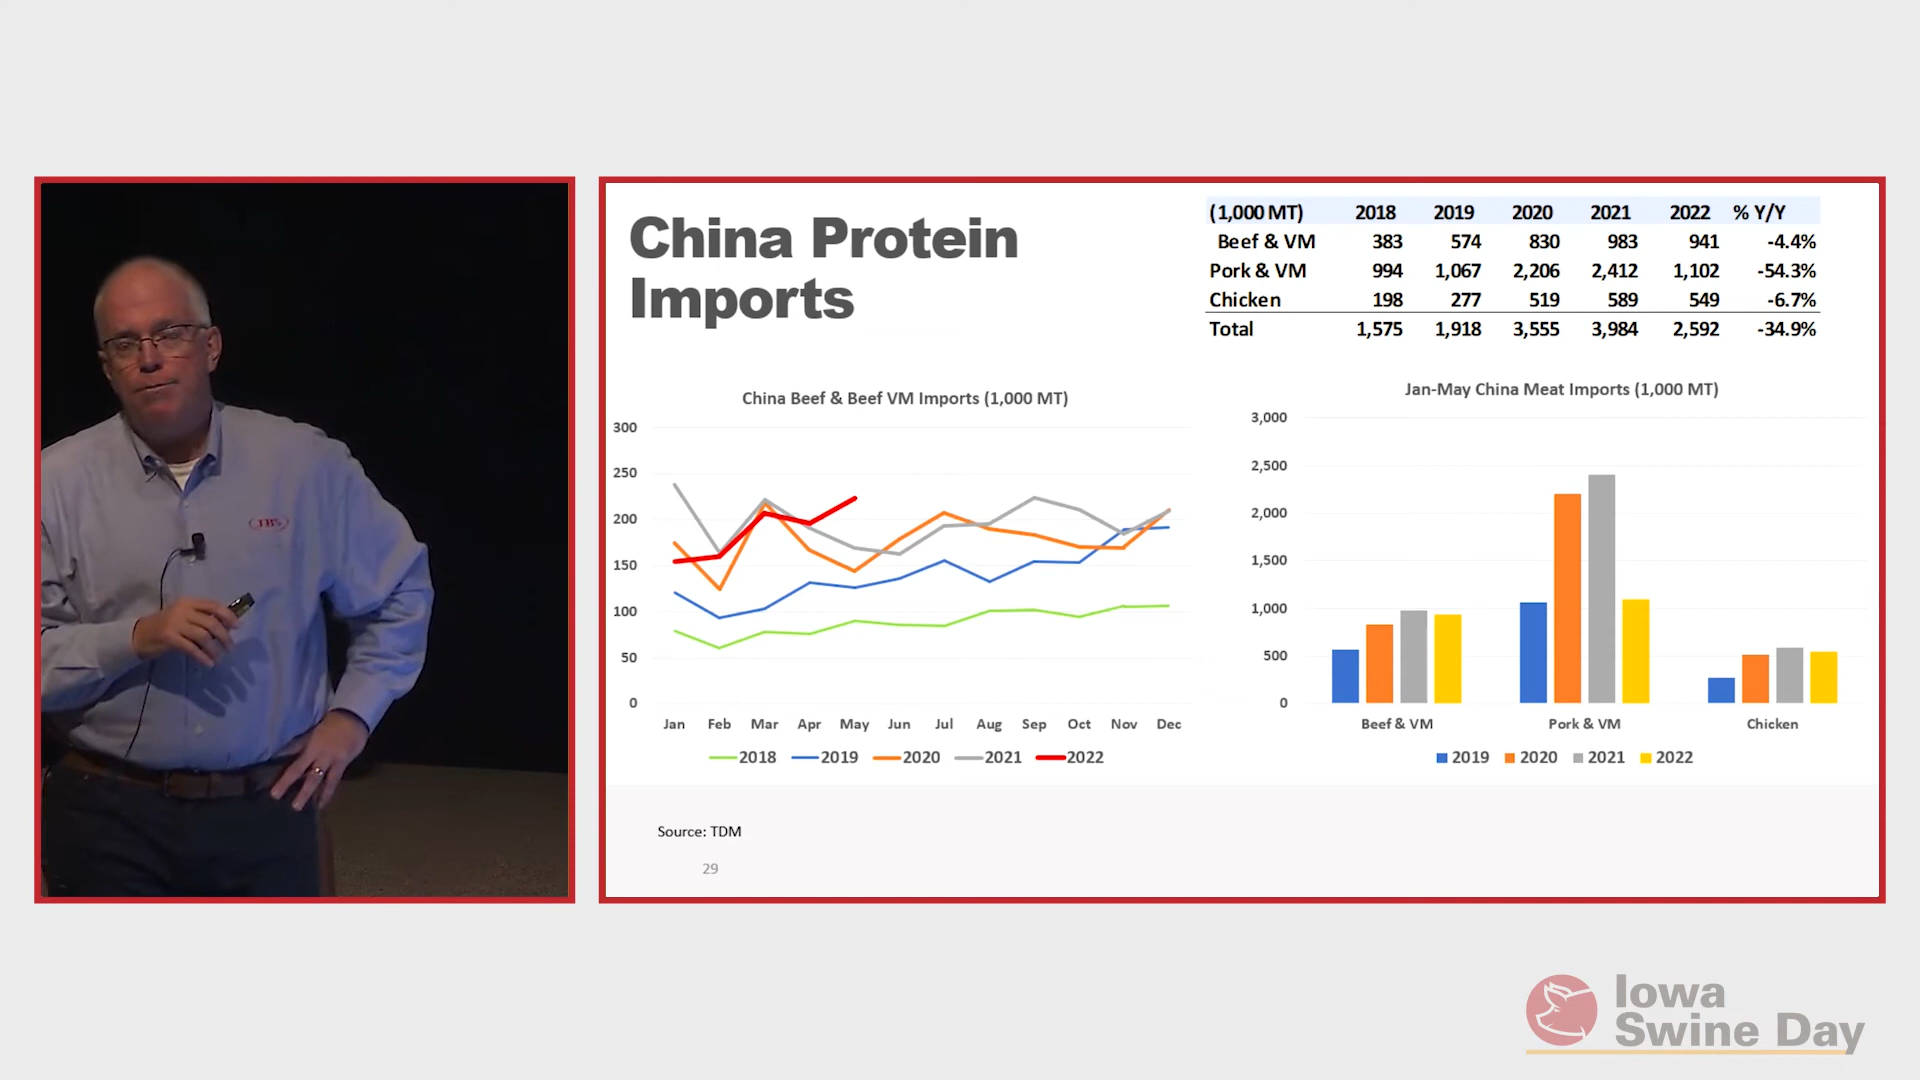 JBS
China Protein
Imports
(1,000 MT) 2018 2019 2020 2021 2022 % Y/Y
Beef & VM 383 574 830 983 941 -4.4%
Pork & VM 994 1,067 2,206 2,412 1,102 -54.3%
Chicken 198 277 519 589 549 -6.7%
Total 1,575 1,918 3,555 3,984 2,592 -34.9%
China Beef & Beef VM Imports (1,000 MT)
300
250
200
150
100
50
0
Jan Feb Mar Apr May Jun Jul Aug Sep Oct Nov Dec
2018 2019 2020 2021 2022
Jan-May China Meat Imports (1,000 MT)
3,000
2,500
2,000
1,500
1,000
500
0
Beef & VM Pork & VM Chicken
2019 2020 2021 2022
Source: TDM
29
Iowa
Swine Day